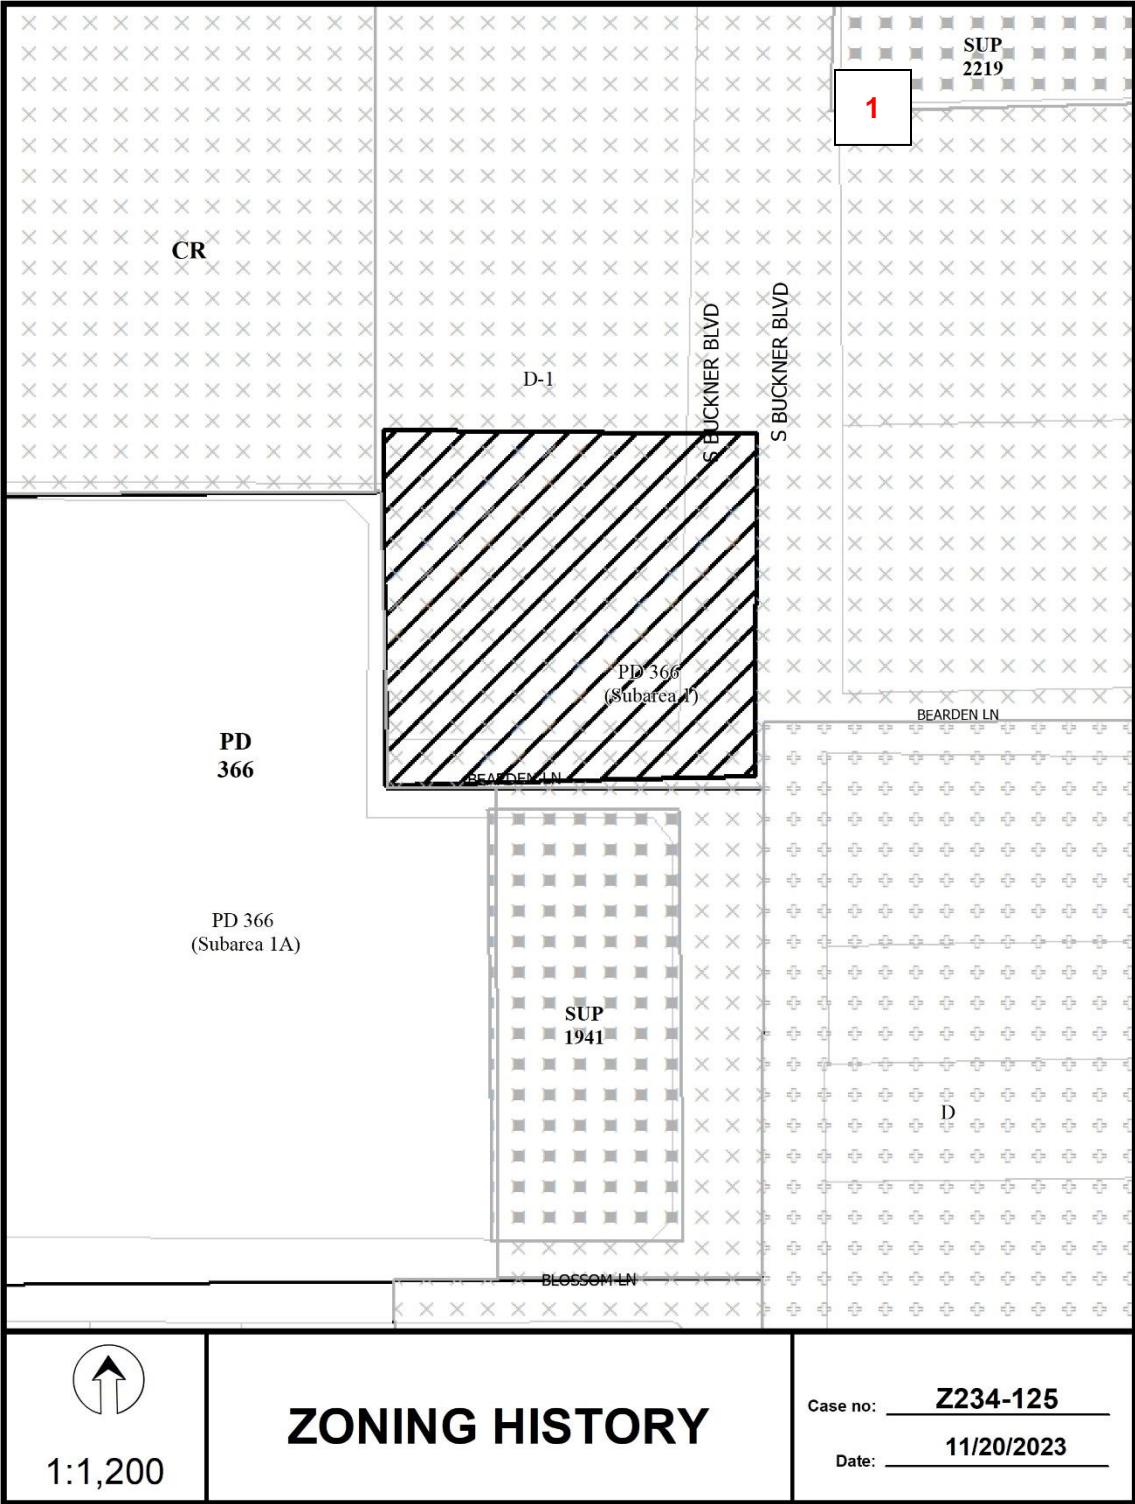 SUP
2219
1
CR
S BUCKNER BLVD
S BUCKNER BLVD
D-1
PD 366
(Subarea 1)
BEARDEN LN
PD
366
BEARDEN LN
PD 366
(Subarea 1A)
SUP
1941
D
BLOSSOM LN
1:1,200
ZONING HISTORY
Case no: Z234-125
Date: 11/20/2023